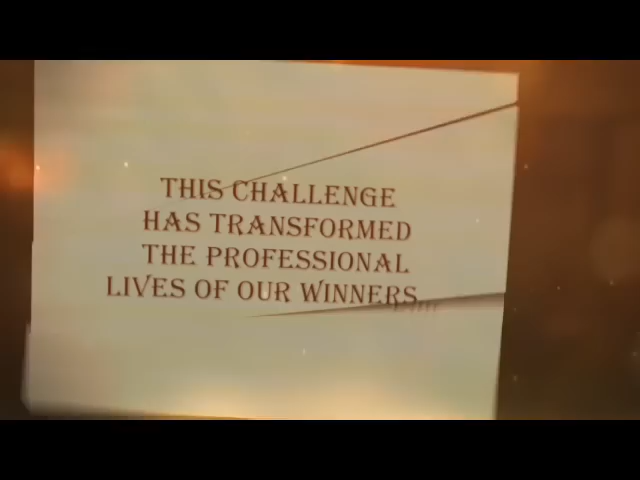 THIS CHALLENGE
HAS TRANSFORMED
THE PROFESSIONAL
LIVES OF OUR WINNERS...